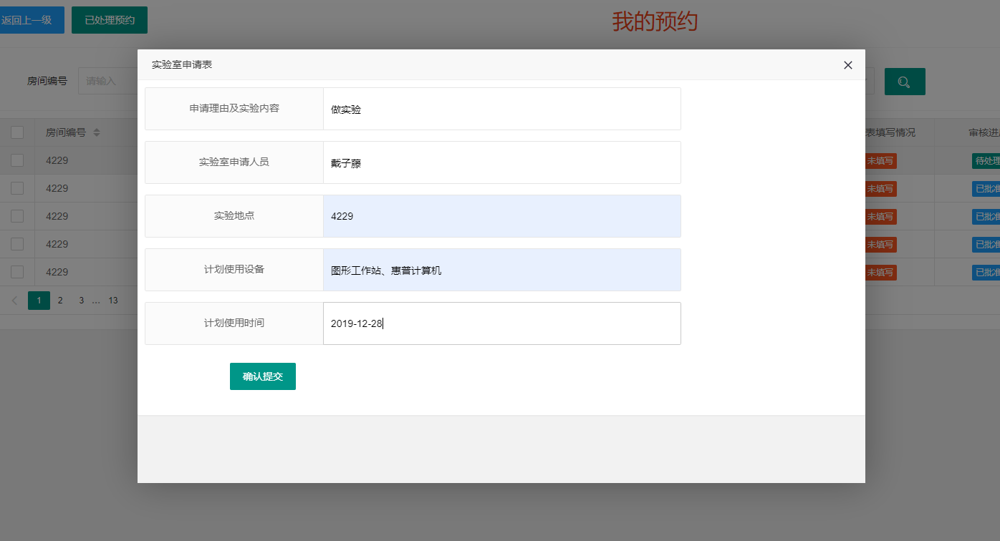 返回上一级 已处理预约 我的预约
实验室申请表
房间编号 请输入
申请理由及实验内容 做实验
房间编号 表填写情况 审核进
实验室申请人员 戴子藤
4229 未填写 待处理
4229 未填写 已批准
实验地点 4229
4229 未填写 已批准
4229 未填写 已批准
计划使用设备 图形工作站、惠普计算机
4229 未填写 已批准
1 2 3 … 13
计划使用时间 2019-12-28
确认提交